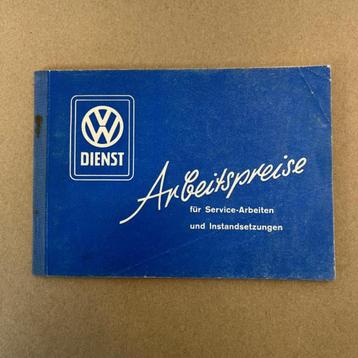 VW
DIENST
Arbeitspreise
für Service-Arbeiten
und Instandsetzungen